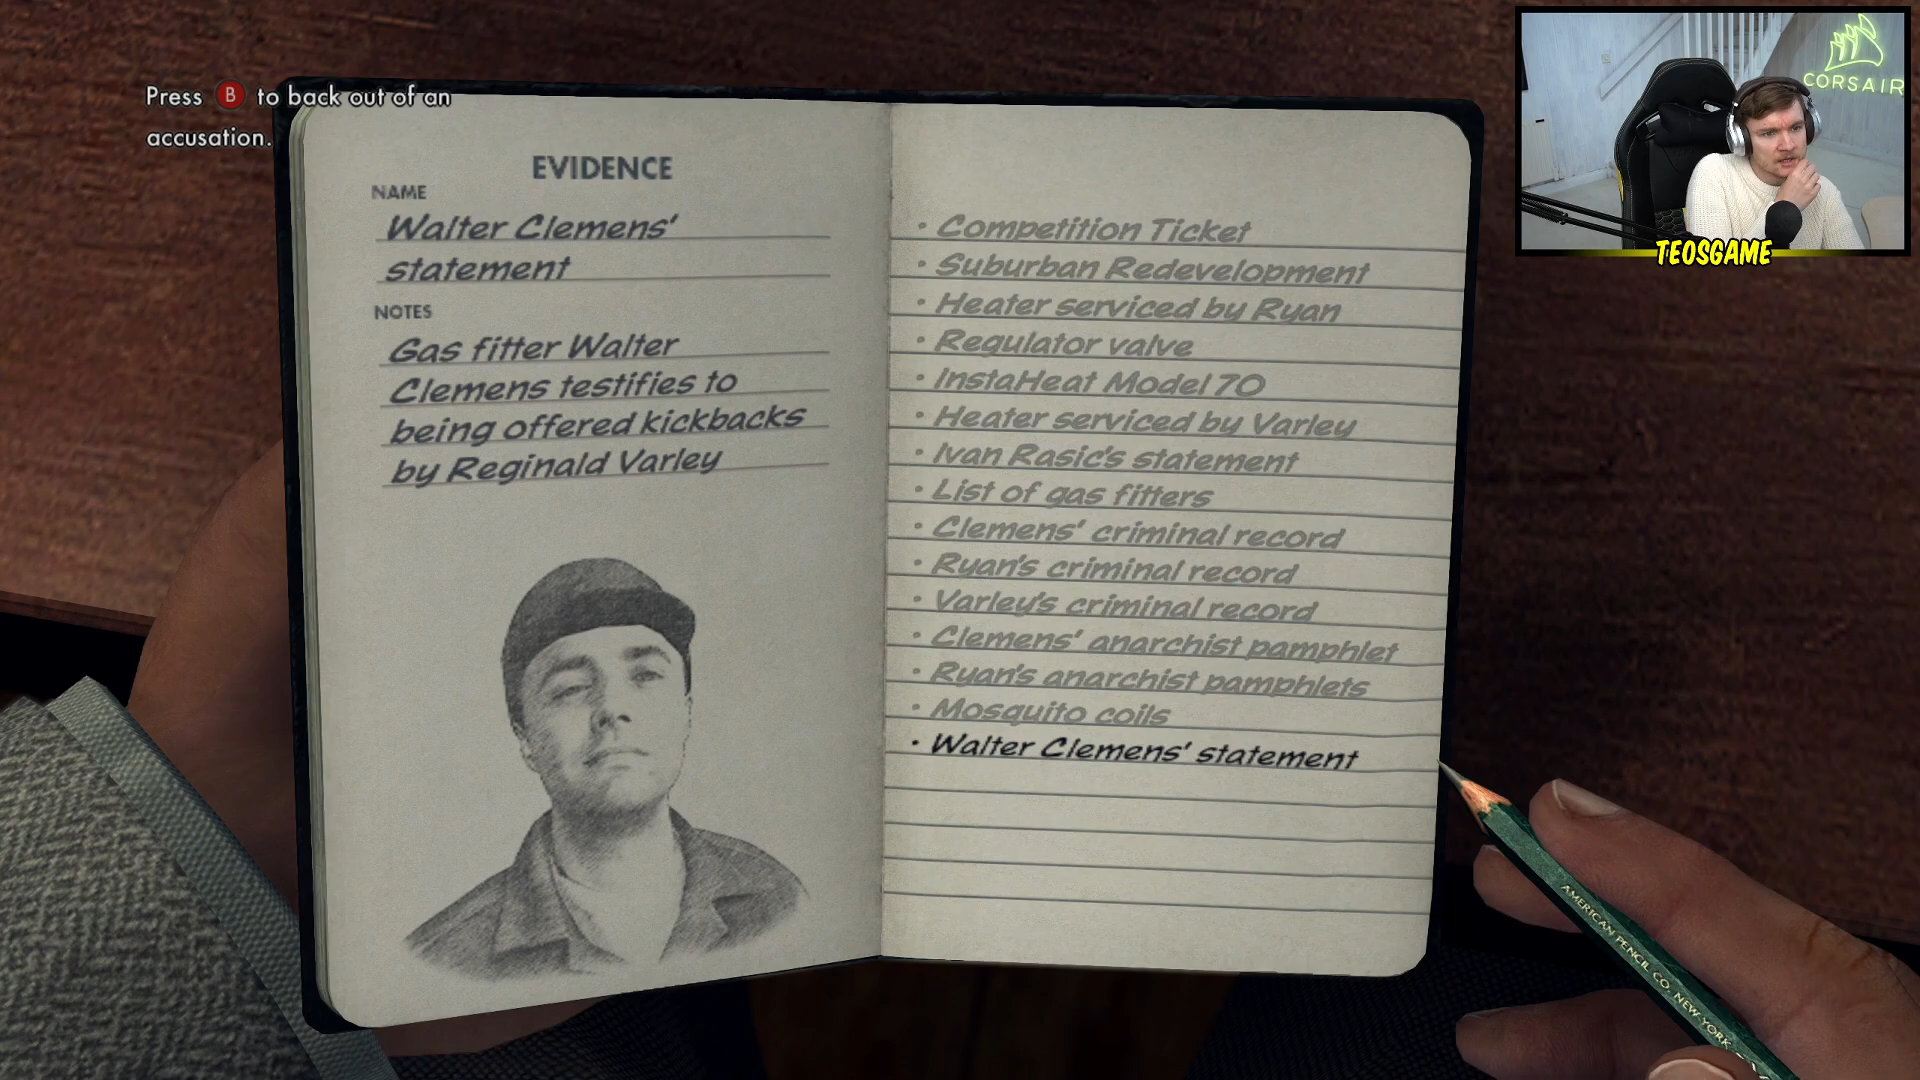 Press B to back out of an
accusation.
EVIDENCE
NAME
Walter Clemens'
statement
NOTES
Gas fitter Walter
Clemens testifies to
being offered kickbacks
by Reginald Varley
• Competition Ticket
• Suburban Redevelopment
• Heater serviced by Ryan
• Regulator valve
• InstaHeat Model 70
• Heater serviced by Varley
• Ivan Rasic's statement
• List of gas fitters
• Clemens' criminal record
• Ryan's criminal record
• Varley's criminal record
• Clemens' anarchist pamphlet
• Ryan's anarchist pamphlets
• Mosquito coils
• Walter Clemens' statement
AMERICAN PENCIL CO. NEW YORK
CORSAIR
TEOSGAME